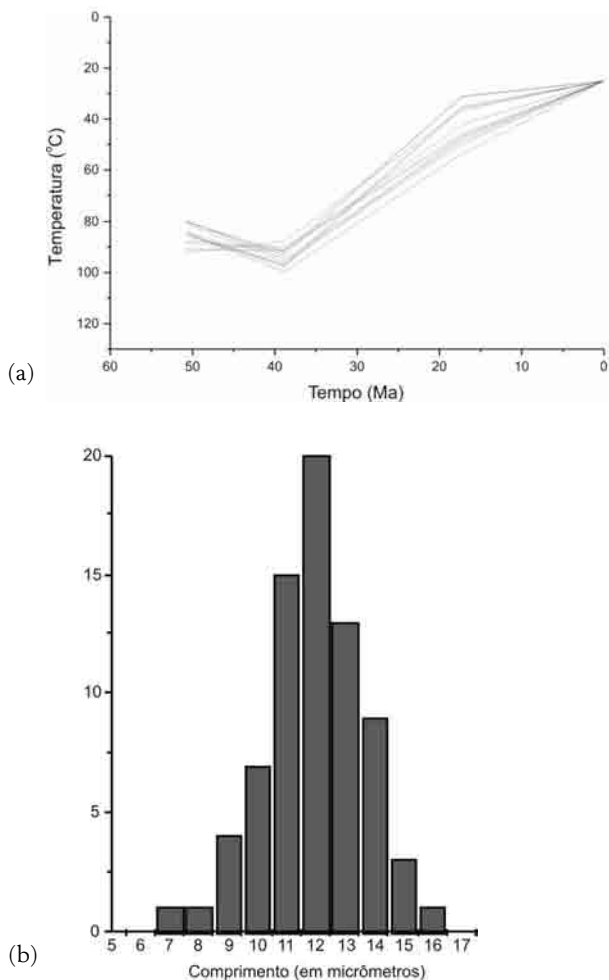 0
20
40
60
80
100
120
Temperatura (°C)
60 50 40 30 20 10 0
Tempo (Ma)
(a)
20
15
10
5
0
5 6 7 8 9 10 11 12 13 14 15 16 17
Comprimento (em micrômetros)
(b)